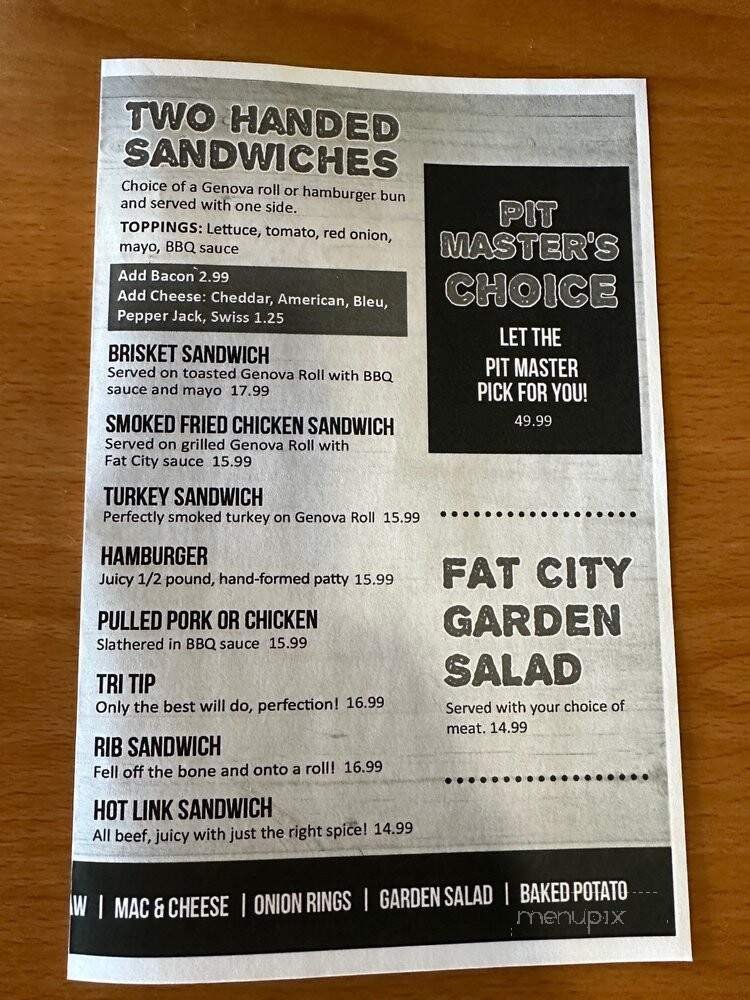 TWO HANDED
SANDWICHES
Choice of a Genova roll or hamburger bun
and served with one side.
TOPPINGS: Lettuce, tomato, red onion,
mayo, BBQ sauce
Add Bacon 2.99
Add Cheese: Cheddar, American, Bleu,
Pepper Jack, Swiss 1.25
BRISKET SANDWICH
Served on toasted Genova Roll with BBQ
sauce and mayo 17.99
SMOKED FRIED CHICKEN SANDWICH
Served on grilled Genova Roll with
Fat City sauce 15.99
TURKEY SANDWICH
Perfectly smoked turkey on Genova Roll 15.99
HAMBURGER
Juicy 1/2 pound, hand-formed patty 15.99
PULLED PORK OR CHICKEN
Slathered in BBQ sauce 15.99
TRI TIP
Only the best will do, perfection! 16.99
RIB SANDWICH
Fell off the bone and onto a roll! 16.99
HOT LINK SANDWICH
All beef, juicy with just the right spice! 14.99
PIT
MASTER'S
CHOICE
LET THE
PIT MASTER
PICK FOR YOU!
49.99
FAT CITY
GARDEN
SALAD
Served with your choice of
meat. 14.99
AW | MAC & CHEESE | ONION RINGS | GARDEN SALAD | BAKED POTATO
menupix